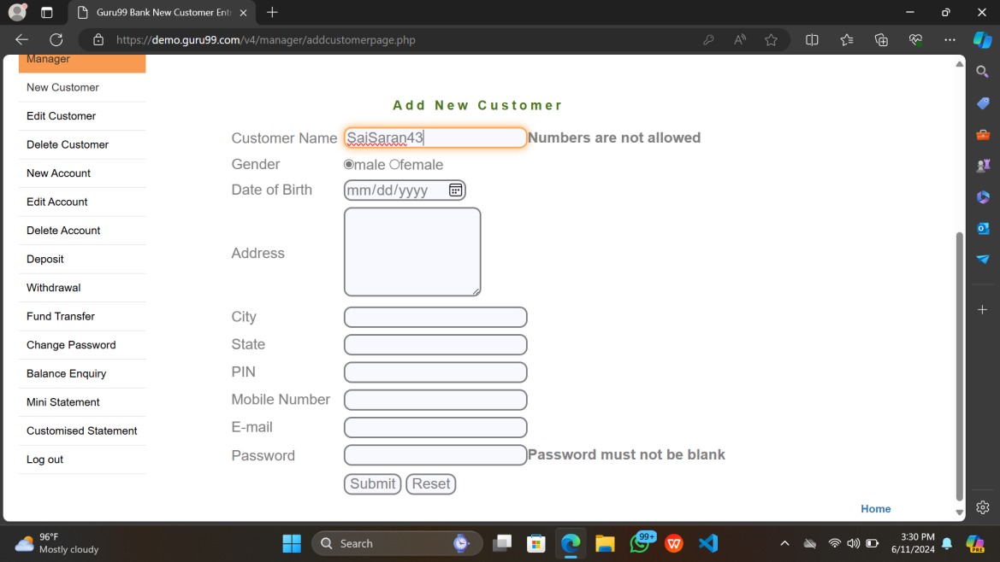 Guru99 Bank New Customer Entr
https://demo.guru99.com/v4/manager/addcustomerpage.php
Manager
New Customer
Edit Customer
Delete Customer
New Account
Edit Account
Delete Account
Deposit
Withdrawal
Fund Transfer
Change Password
Balance Enquiry
Mini Statement
Customised Statement
Log out
Add New Customer
Customer Name SaiSaran43 Numbers are not allowed
Gender male female
Date of Birth mm/dd/yyyy
Address
City
State
PIN
Mobile Number
E-mail
Password Password must not be blank
Submit Reset
Home
96°F
Mostly cloudy
Search
99+
PRE
3:30 PM
6/11/2024